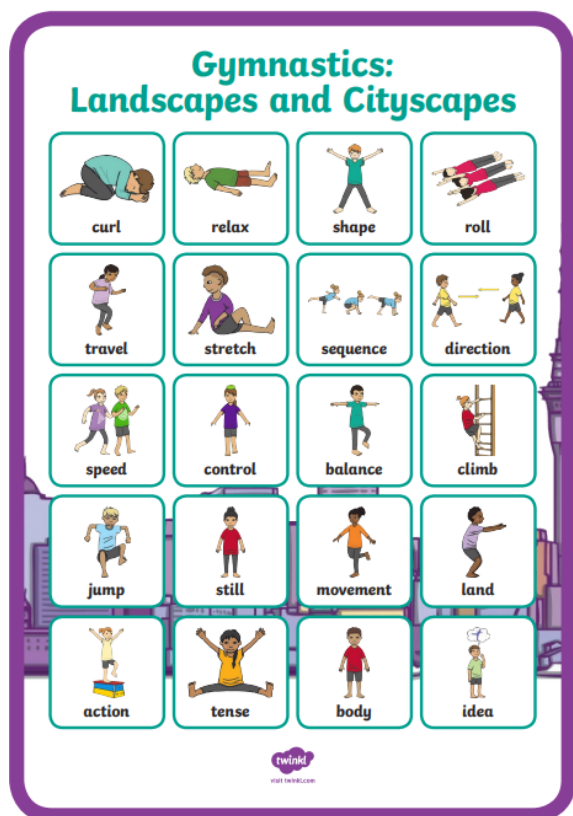 Gymnastics:
Landscapes and Cityscapes
curl
relax
shape
roll
travel
stretch
sequence
direction
speed
control
balance
climb
jump
still
movement
land
action
tense
body
idea
twinkl
visit twinkl.com